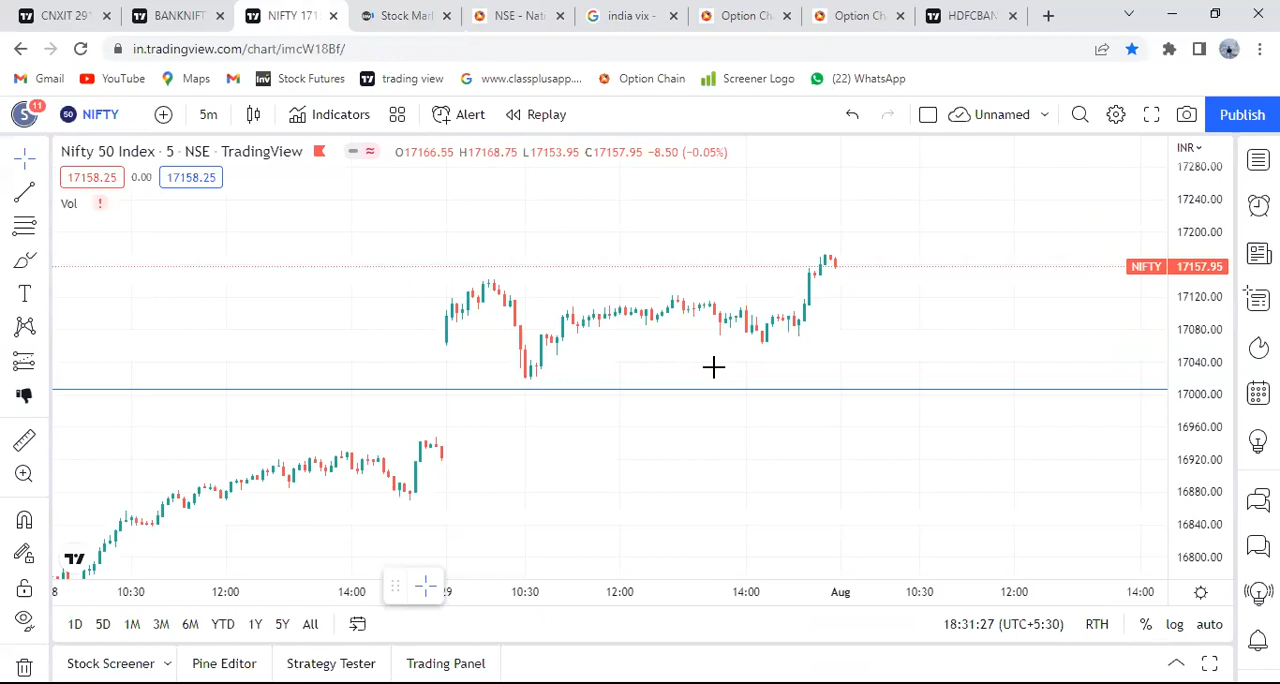 CNXIT 29
BANKNIFT
NIFTY 171
Stock Marl
NSE - Nati
india vix -
Option Ch
Option Ch
HDFCBAN
in.tradingview.com/chart/imcW18Bf/
Gmail
YouTube
Maps
Stock Futures
trading view
www.classplusapp....
Option Chain
Screener Logo
(22) WhatsApp
S 11
50 NIFTY
5m
Indicators
Alert
Replay
Unnamed
Publish
Nifty 50 Index · 5 · NSE · TradingView
O17166.55 H17168.75 L17153.95 C17157.95 −8.50 (−0.05%)
INR
17158.25 0.00 17158.25
Vol !
17280.00
17240.00
17200.00
NIFTY 17157.95
17120.00
17080.00
17040.00
17000.00
16960.00
16920.00
16880.00
16840.00
16800.00
8 10:30 12:00 14:00 29 10:30 12:00 14:00 Aug 10:30 12:00 14:00
1D 5D 1M 3M 6M YTD 1Y 5Y All
18:31:27 (UTC+5:30) RTH % log auto
Stock Screener Pine Editor Strategy Tester Trading Panel